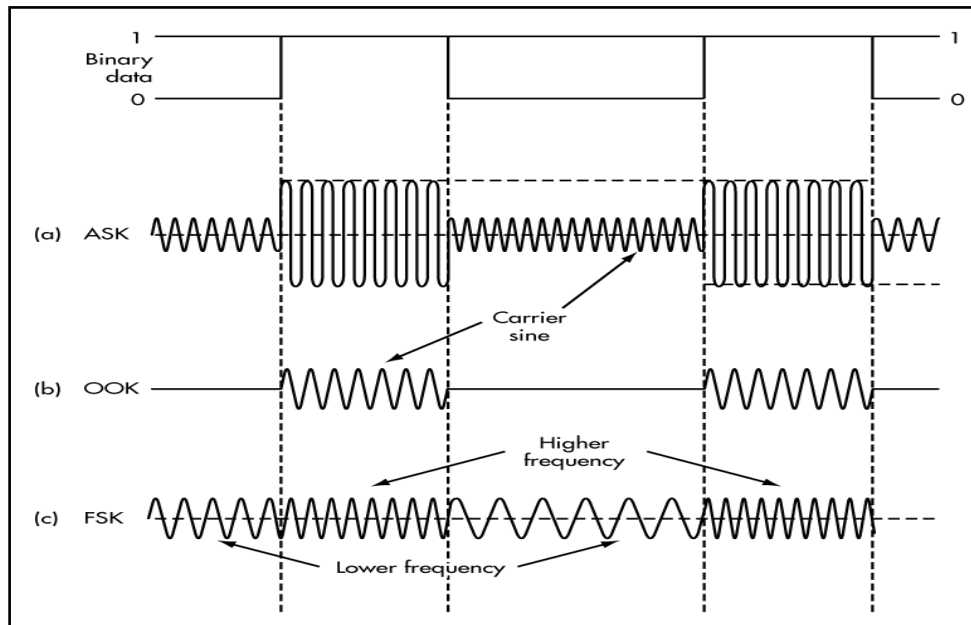 1
1
Binary
data
0
0
(a) ASK
Carrier
sine
(b) OOK
Higher
frequency
(c) FSK
Lower frequency